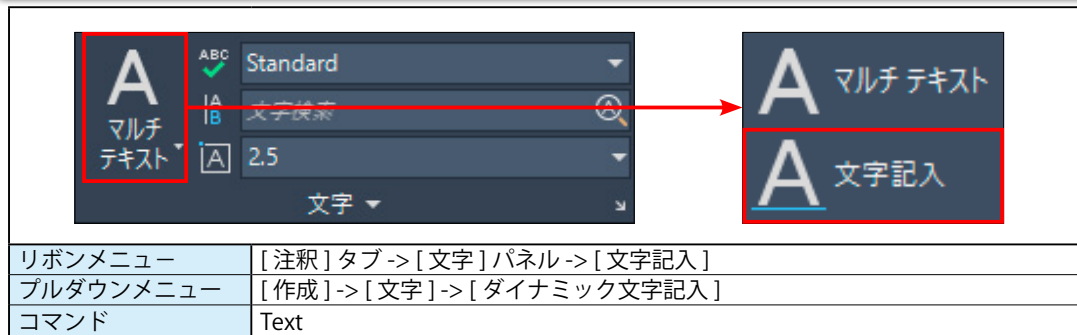 ABC
Standard
A
マルチ
テキスト
A
B
文字検索
A
A
2.5
文字
A マルチ テキスト
A 文字記入
リボンメニュー [ 注釈 ] タブ -> [ 文字 ] パネル -> [ 文字記入 ]
プルダウンメニュー [ 作成 ] -> [ 文字 ] -> [ ダイナミック文字記入 ]
コマンド Text